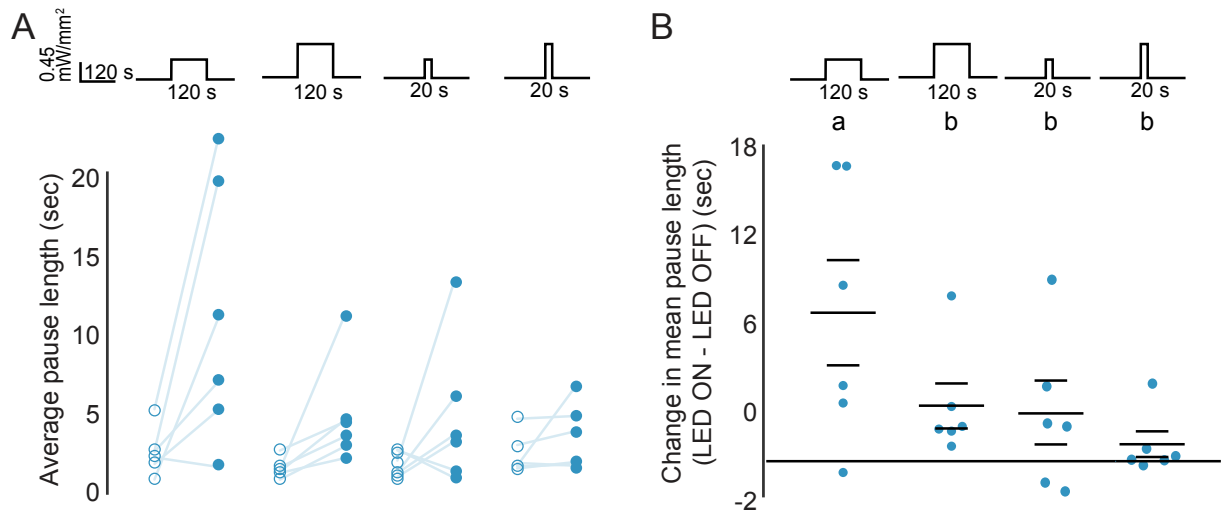 A
B
0.45
mW/mm²
120 s
120 s
120 s
20 s
20 s
120 s
120 s
20 s
20 s
a
b
b
b
Average pause length (sec)
20
15
10
5
0
Change in mean pause length
(LED ON - LED OFF) (sec)
18
12
6
0
-2